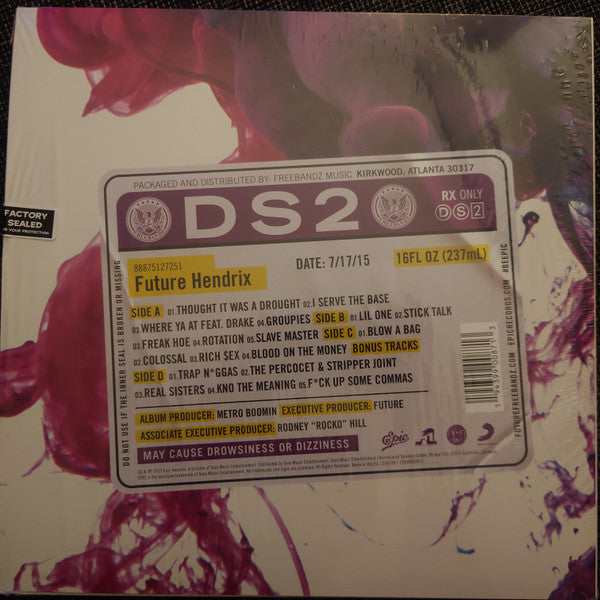 PACKAGED AND DISTRIBUTED BY: FREEBANDZ MUSIC KIRKWOOD, ATLANTA 30317
DS2
RX ONLY
DS2
FACTORY
SEALED
FOR YOUR PROTECTION
88875127251
Future Hendrix
DATE: 7/17/15
16FL OZ (237mL)
SIDE A 01.THOUGHT IT WAS A DROUGHT 02.I SERVE THE BASE
03.WHERE YA AT FEAT. DRAKE 04.GROUPIES SIDE B 01.LIL ONE 02.STICK TALK
03.FREAK HOE 04.ROTATION 05.SLAVE MASTER SIDE C 01.BLOW A BAG
02.COLOSSAL 03.RICH $EX 04.BLOOD ON THE MONEY BONUS TRACKS
SIDE D 01.TRAP N*GGAS 02.THE PERCOCET & STRIPPER JOINT
03.REAL SISTERS 04.KNO THE MEANING 05.F*CK UP SOME COMMAS
ALBUM PRODUCER: METRO BOOMIN EXECUTIVE PRODUCER: FUTURE
ASSOCIATE EXECUTIVE PRODUCER: RODNEY "ROCKO" HILL
MAY CAUSE DROWSINESS OR DIZZINESS
Epic
DO NOT USE IF THE INNER SEAL IS BROKEN OR MISSING
FUTUREFREEBANDZ.COM EPICRECORDS.COM #BEEPIC